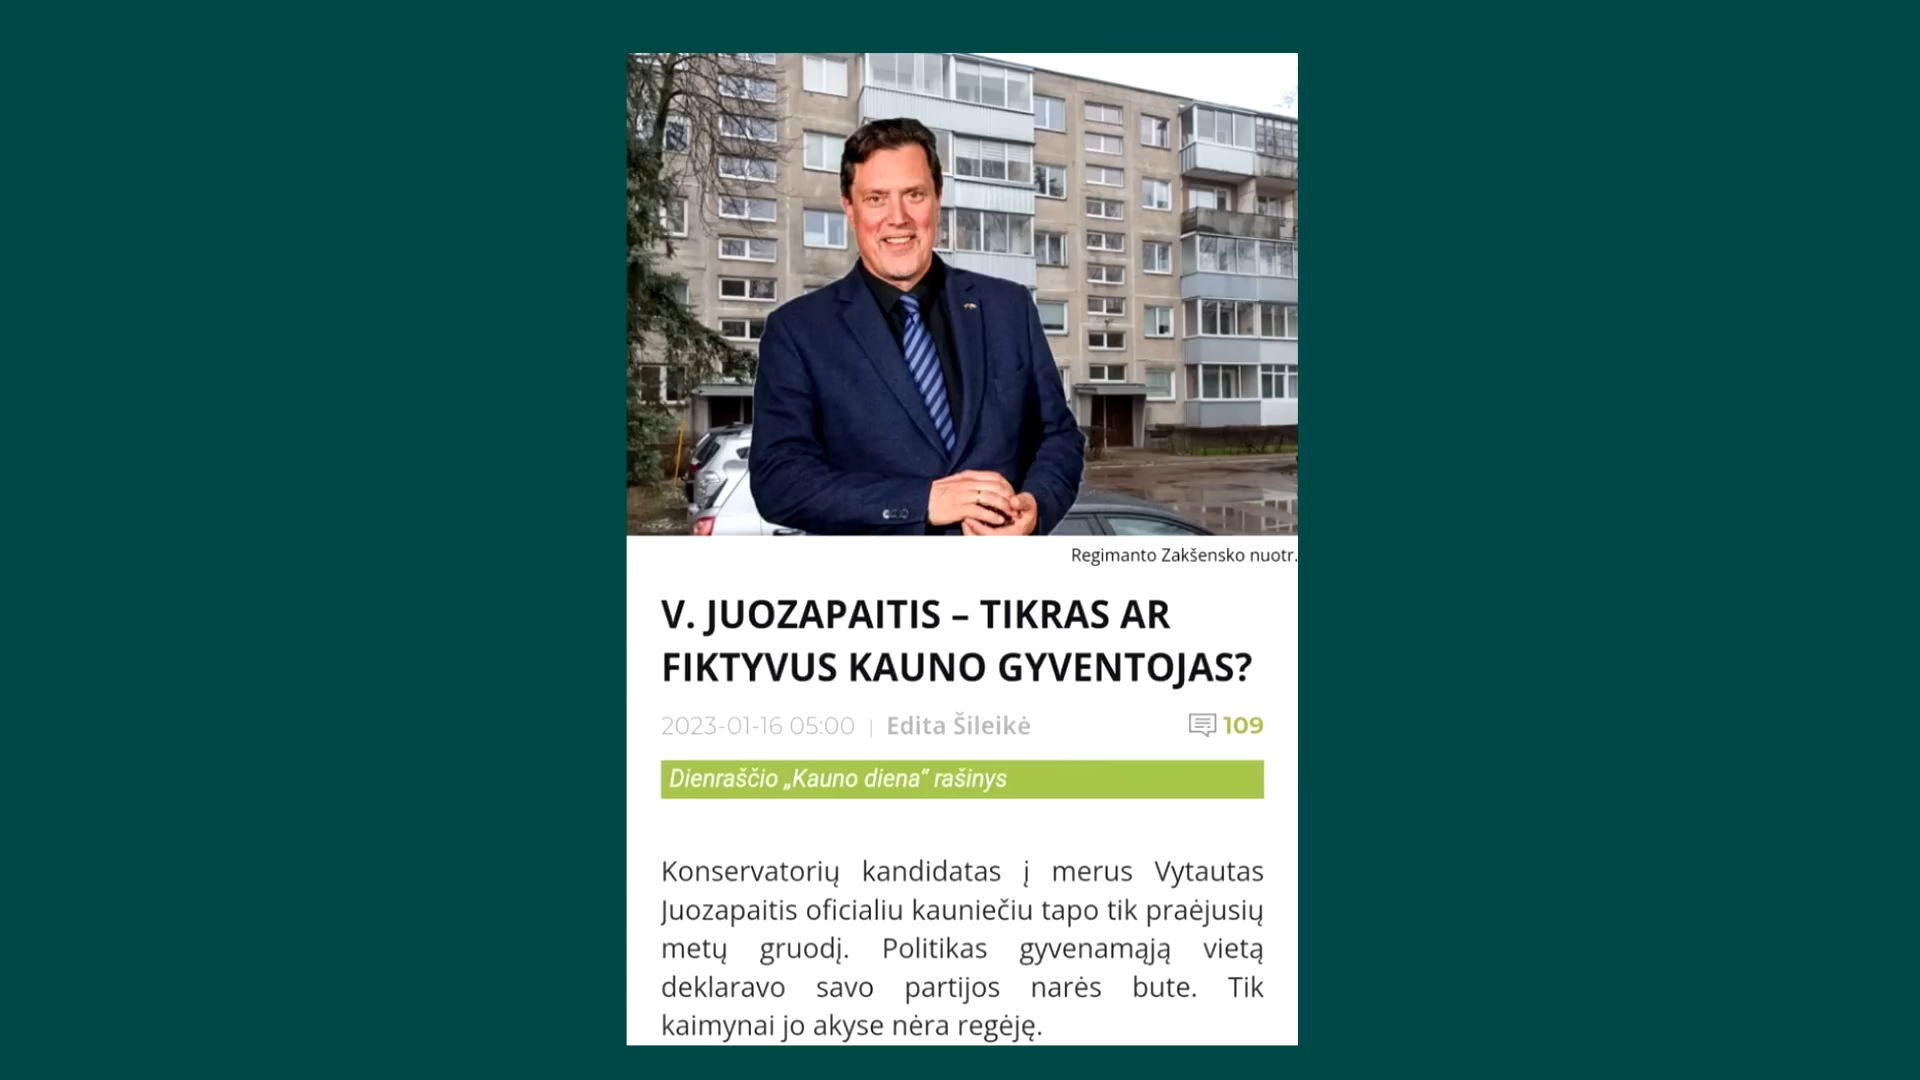 Regimanto Zakšensko nuotr.
V. JUOZAPAITIS – TIKRAS AR
FIKTYVUS KAUNO GYVENTOJAS?
2023-01-16 05:00 | Edita Šileikė 109
Dienraščio „Kauno diena“ rašinys
Konservatorių kandidatas į merus Vytautas
Juozapaitis oficialiu kauniečiu tapo tik praėjusių
metų gruodį. Politikas gyvenamąją vietą
deklaravo savo partijos narės bute. Tik
kaimynai jo akyse nėra regėję.